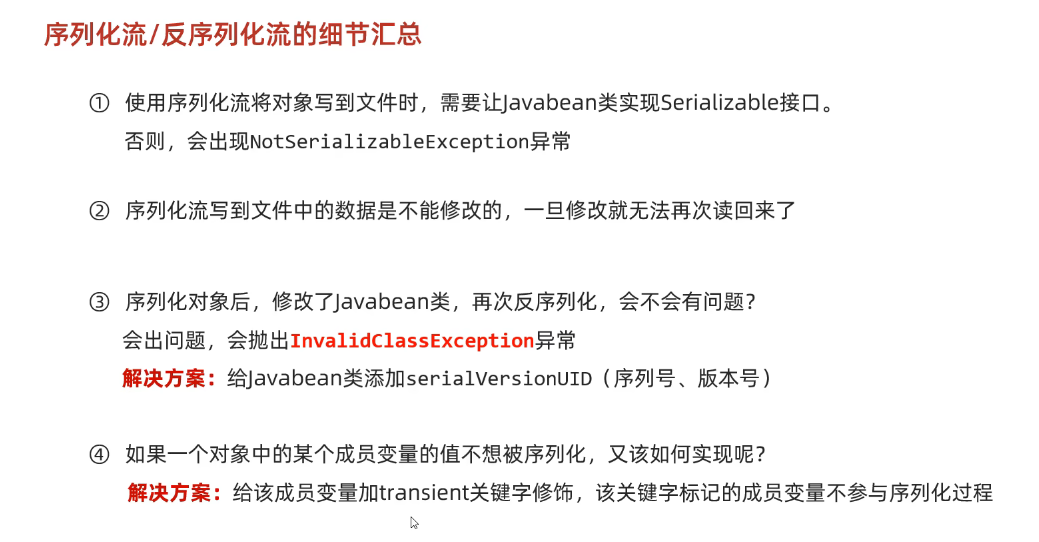 序列化流/反序列化流的细节汇总
① 使用序列化流将对象写到文件时，需要让Javabean类实现Serializable接口。
否则，会出现NotSerializableException异常
② 序列化流写到文件中的数据是不能修改的，一旦修改就无法再次读回来了
③ 序列化对象后，修改了Javabean类，再次反序列化，会不会有问题？
会出问题，会抛出InvalidClassException异常
解决方案：给Javabean类添加serialVersionUID（序列号、版本号）
④ 如果一个对象中的某个成员变量的值不想被序列化，又该如何实现呢？
解决方案：给该成员变量加transient关键字修饰，该关键字标记的成员变量不参与序列化过程